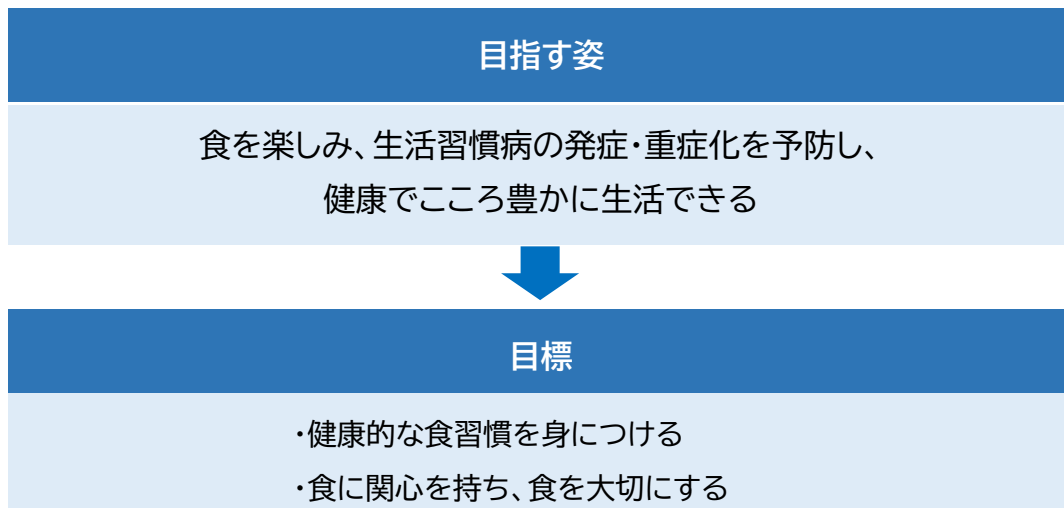 目指す姿
食を楽しみ、生活習慣病の発症・重症化を予防し、
健康でこころ豊かに生活できる
目標
・健康的な食習慣を身につける
・食に関心を持ち、食を大切にする